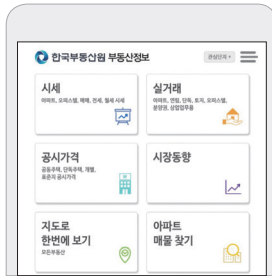 한국부동산원 부동산정보
관심단지
시세
아파트, 오피스텔, 매매, 전세, 월세 시세
실거래
아파트, 연립, 단독, 토지, 오피스텔,
분양권, 상업업무용
공시가격
공동주택, 단독주택, 개별,
표준지 공시가격
시장동향
지도로
한번에 보기
모든부동산
아파트
매물 찾기